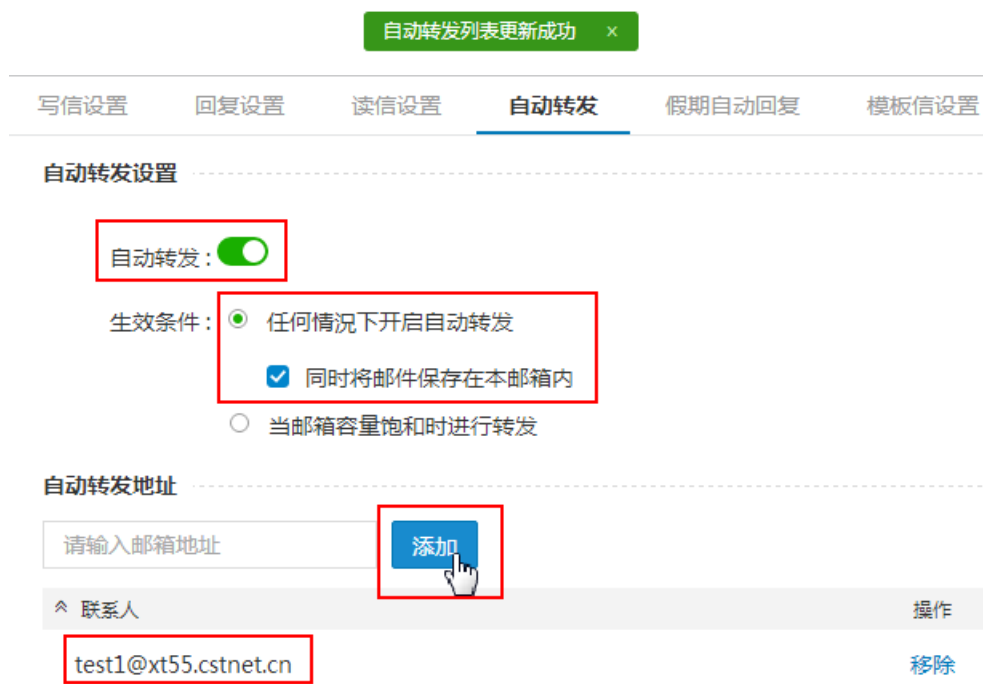 自动转发列表更新成功 ×
写信设置 回复设置 读信设置 自动转发 假期自动回复 模板信设置
自动转发设置
自动转发：
生效条件： 任何情况下开启自动转发
同时将邮件保存在本邮箱内
当邮箱容量饱和时进行转发
自动转发地址
请输入邮箱地址 添加
联系人 操作
test1@xt55.cstnet.cn 移除